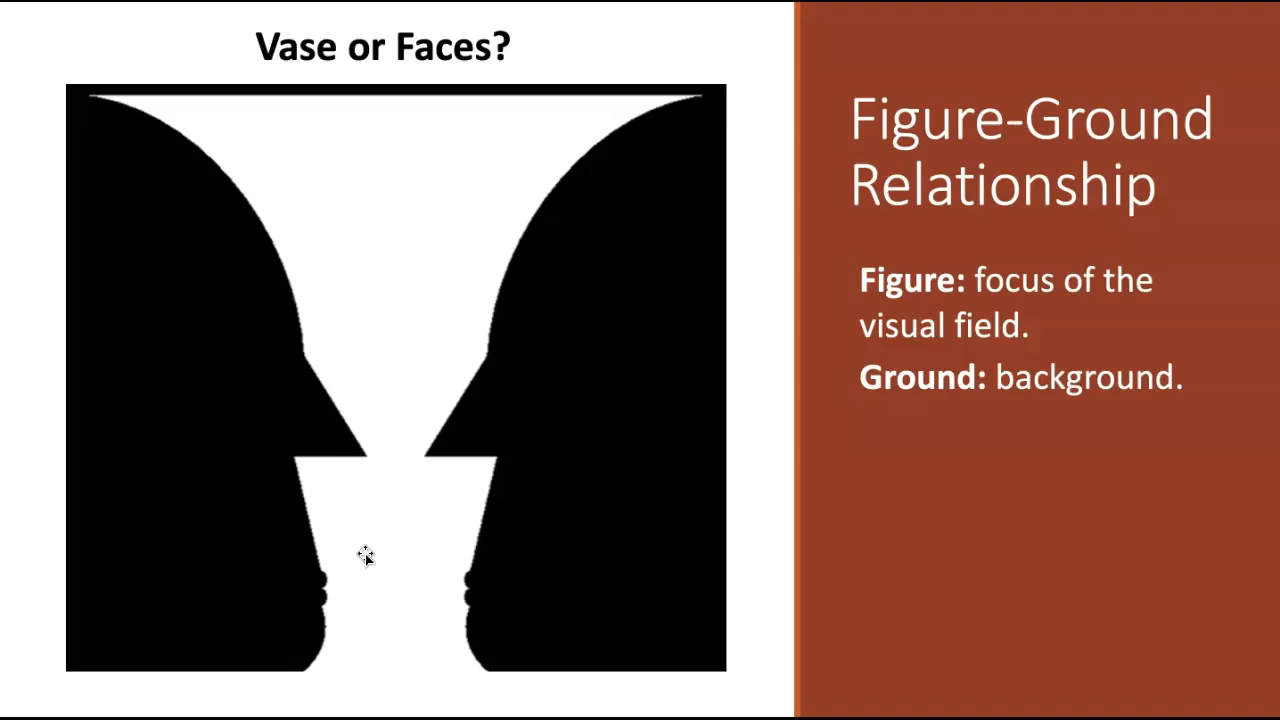 Vase or Faces?
Figure-Ground
Relationship
Figure: focus of the
visual field.
Ground: background.